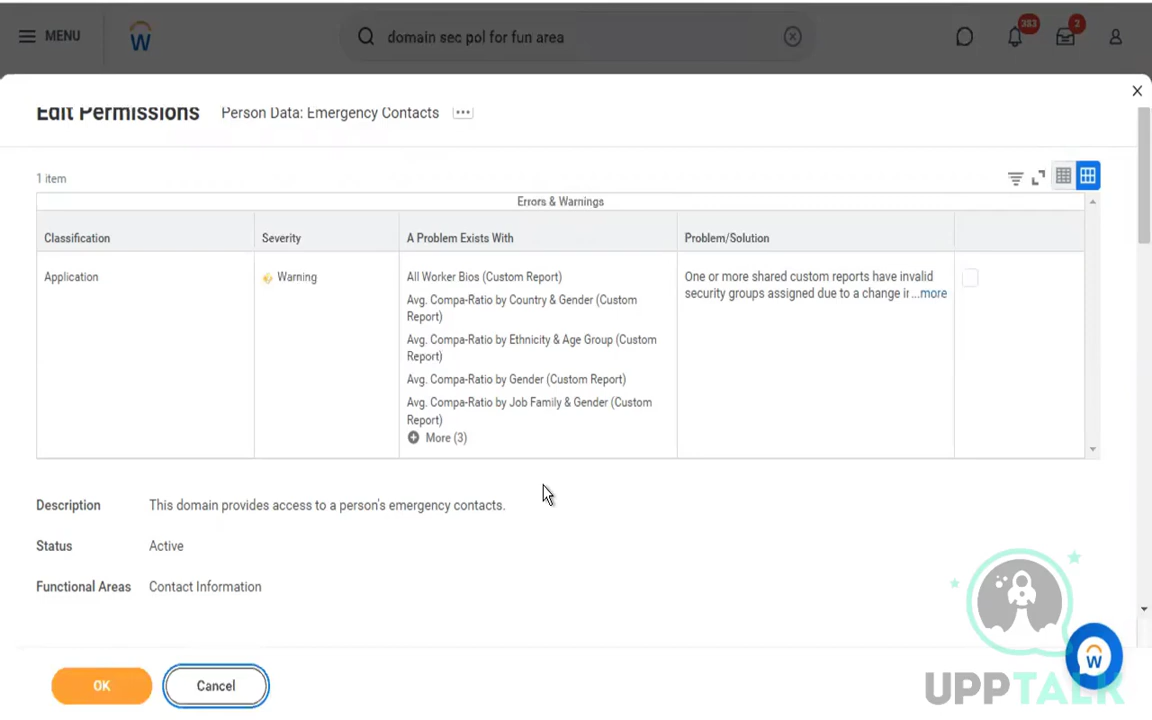 MENU
W
domain sec pol for fun area
383
2
Edit Permissions Person Data: Emergency Contacts
1 item
Errors & Warnings
Classification Severity A Problem Exists With Problem/Solution
Application
Warning
All Worker Bios (Custom Report)
Avg. Compa-Ratio by Country & Gender (Custom
Report)
Avg. Compa-Ratio by Ethnicity & Age Group (Custom
Report)
Avg. Compa-Ratio by Gender (Custom Report)
Avg. Compa-Ratio by Job Family & Gender (Custom
Report)
More (3)
One or more shared custom reports have invalid
security groups assigned due to a change ir...more
Description This domain provides access to a person's emergency contacts.
Status Active
Functional Areas Contact Information
OK Cancel
W
UPPTALK